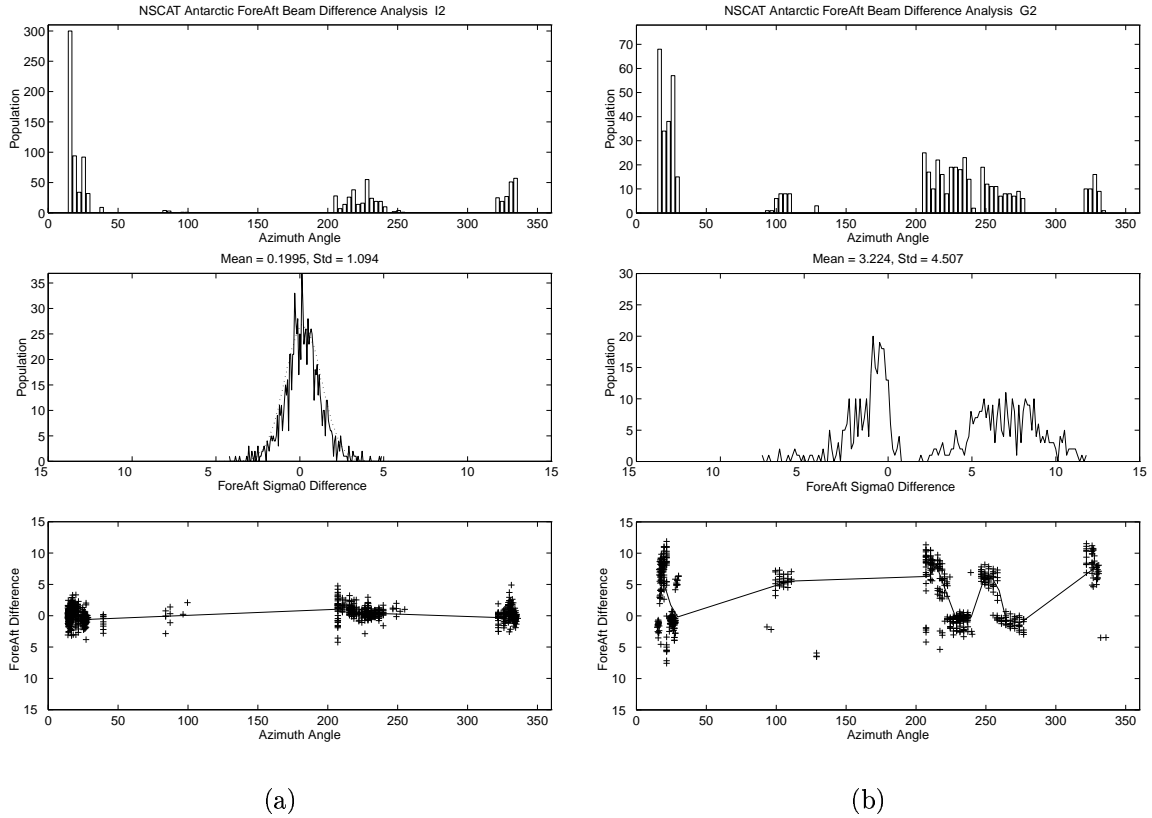 NSCAT Antarctic ForeAft Beam Difference Analysis I2
300
250
200
150
100
50
0
Population
0 50 100 150 200 250 300 350
Azimuth Angle
Mean = 0.1995, Std = 1.094
35
30
25
20
15
10
5
0
Population
15 10 5 0 5 10 15
ForeAft Sigma0 Difference
15
10
5
0
5
10
15
ForeAft Difference
0 50 100 150 200 250 300 350
Azimuth Angle
(a)
NSCAT Antarctic ForeAft Beam Difference Analysis G2
70
60
50
40
30
20
10
0
Population
0 50 100 150 200 250 300 350
Azimuth Angle
Mean = 3.224, Std = 4.507
30
25
20
15
10
5
0
Population
15 10 5 0 5 10 15
ForeAft Sigma0 Difference
15
10
5
0
5
10
15
ForeAft Difference
0 50 100 150 200 250 300 350
Azimuth Angle
(b)